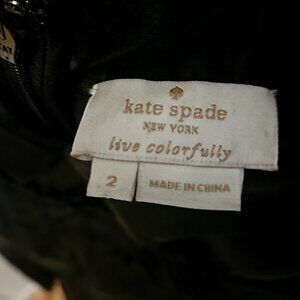 kate spade
NEW YORK
live colorfully
2
MADE IN CHINA